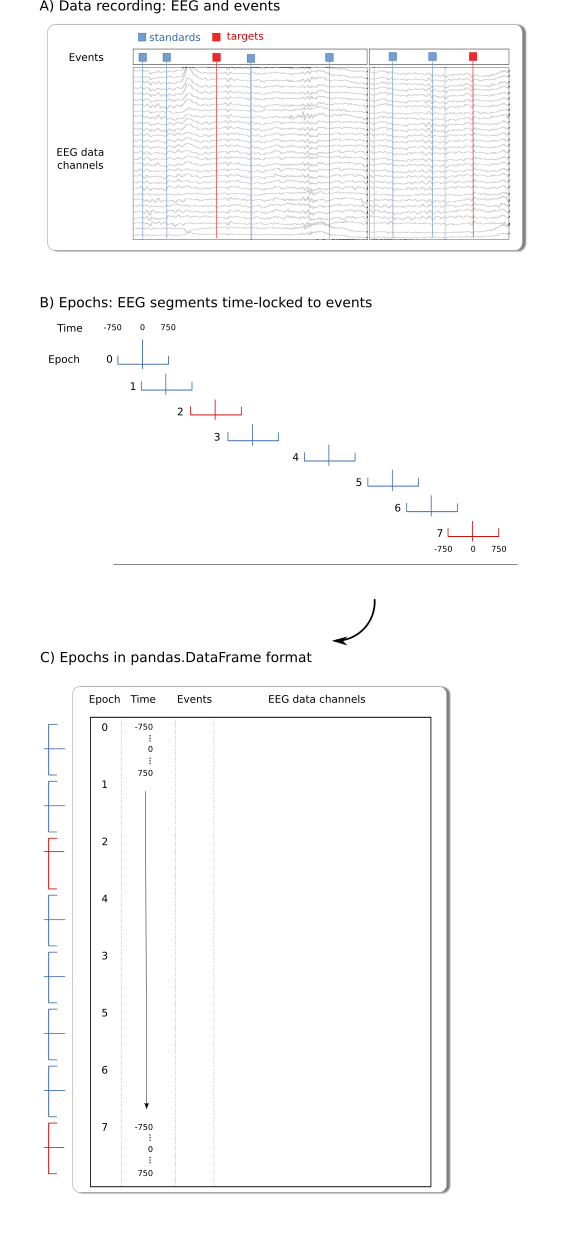 A) Data recording: EEG and events
standards targets
Events
EEG data
channels
B) Epochs: EEG segments time-locked to events
Time -750 0 750
Epoch 0
1
2
3
4
5
6
7
-750 0 750
C) Epochs in pandas.DataFrame format
Epoch Time Events EEG data channels
0 -750
0
750
1
2
4
3
5
6
7 -750
0
750